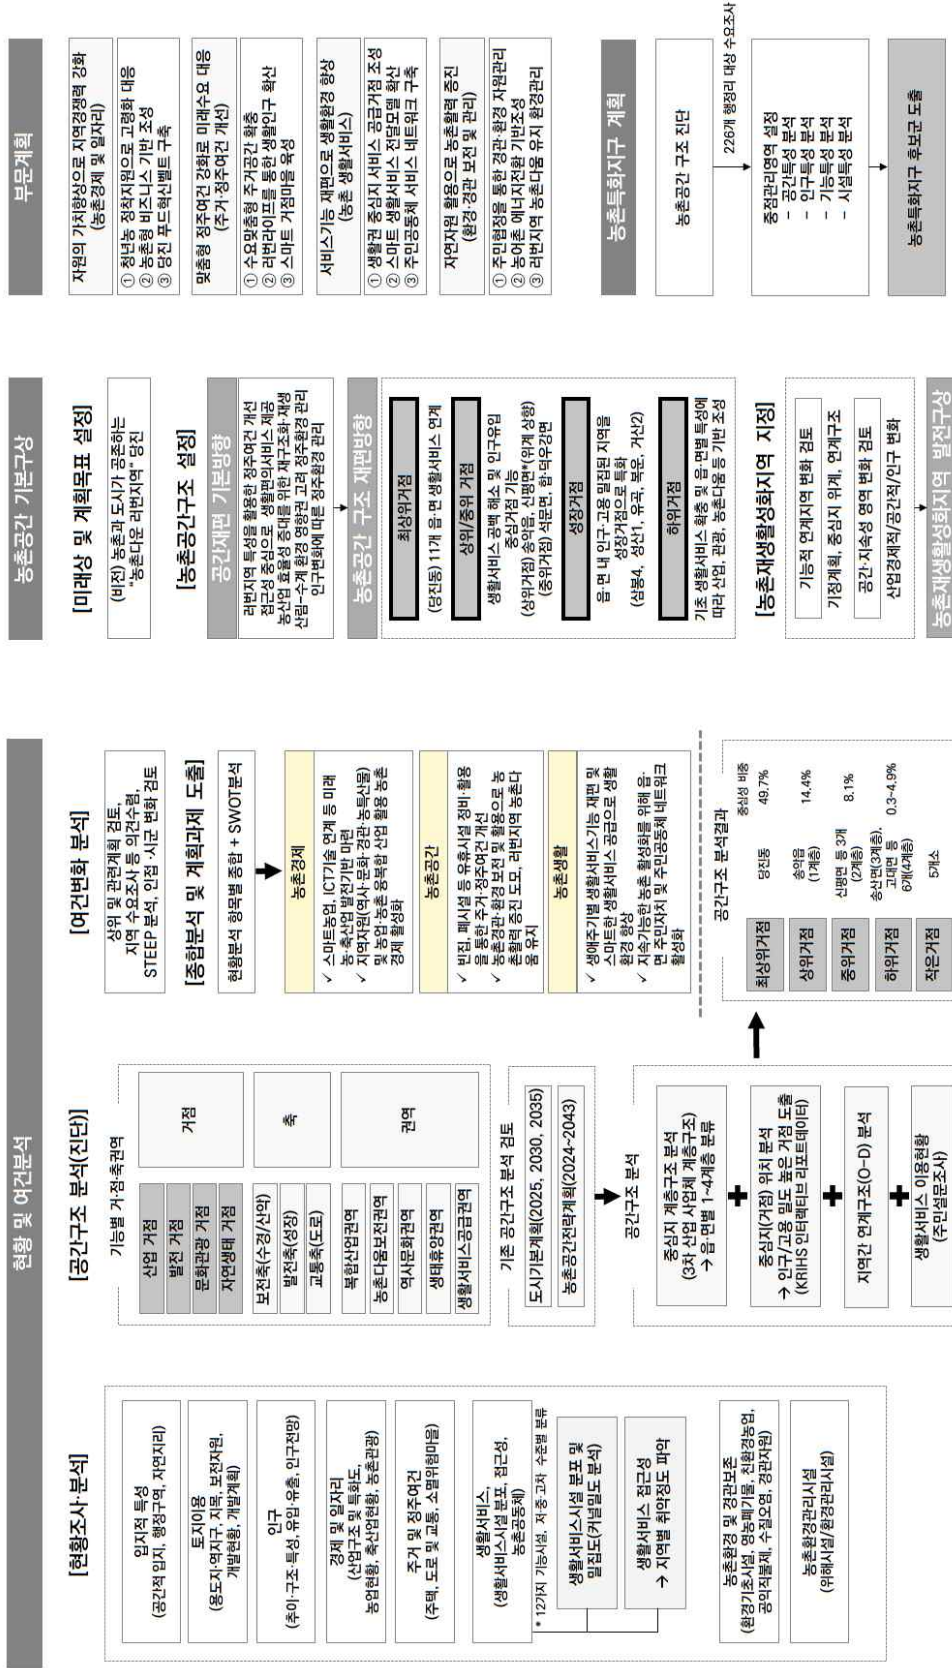 현황 및 여건분석
[현황조사·분석]
입지적 특성
(공간적 입지, 행정구역, 자연지리)
토지이용
(용도지·역지구, 지목, 보전자원,
개발현황, 개발계획)
인구
(추이·구조·특성, 유입·유출, 인구전망)
경제 및 일자리
(산업구조 및 특화도,
농업현황, 축산업현황, 농촌관광)
주거 및 정주여건
(주택, 도로 및 교통, 소멸위험마을)
생활서비스
(생활서비스시설 분포, 접근성,
농촌공동체)
* 12가지 기능시설, 저·중·고차 수준별 분류
생활서비스시설 분포 및
밀집도(커널밀도 분석)
생활서비스 접근성
→ 지역별 취약정도 파악
농촌환경 및 경관보존
(환경기초시설, 영농폐기물, 친환경농업,
공익직불제, 수질오염, 경관자원)
농촌환경관리시설
(위해시설/환경관리시설)
[공간구조 분석(진단)]
기능별 거·점·축권역
산업 거점
발전 거점
문화관광 거점
자연생태 거점
거점
보전축(수경/산악)
발전축(성장)
교통축(도로)
축
복합산업권역
농촌다움보전권역
역사문화권역
생태휴양권역
생활서비스공급권역
권역
기존 공간구조 분석 검토
도시기본계획(2025, 2030, 2035)
농촌공간전략계획(2024~2043)
공간구조 분석
중심지 계층구조 분석
(3차 산업 사업체 계층구조)
→ 읍·면별 1~4계층 분류
중심지(거점) 위치 분석
→ 인구/고용 밀도 높은 거점 도출
(KRIHS 인터랙티브 리포트데이터)
지역간 연계구조(O-D) 분석
생활서비스 이용현황
(주민설문조사)
[여건변화 분석]
상위 및 관련계획 검토,
지역 수요조사 등 의견수렴,
STEEP 분석, 인접·시군 변화 검토
[종합분석 및 계획과제 도출]
현황분석 항목별 종합 + SWOT분석
농촌경제
✓ 스마트농업, ICT기술 연계 등 미래
농·축산업 발전기반 마련
✓ 지역자원(역사·문화·경관·농특산물)
및 농업·농촌 융복합 산업 활용 농촌
경제 활성화
농촌공간
✓ 빈집, 폐시설 등 유휴시설 정비·활용
을 통한 주거·정주여건 개선
✓ 농촌경관·환경 보전 및 활용으로 농
촌활력 증진 도모, 러번지역 농촌다
움 유지
농촌생활
✓ 생애주기별 생활서비스기능 재편 및
스마트한 생활서비스 공급으로 생활
환경 향상
✓ 지속가능한 농촌 활성화를 위해 읍·
면 주민자치 및 주민공동체 네트워크
활성화
공간구조 분석결과
중심성 비중
최상위거점
당진동
49.7%
상위거점
송악읍
(1계층)
14.4%
중위거점
신평면 등 3개
(2계층)
8.1%
하위거점
송산면(3계층),
고대면 등
6개(4계층)
0.3~4.9%
작은거점
5개소
농촌공간 기본구상
[미래상 및 계획목표 설정]
(비전) 농촌과 도시가 공존하는
"농촌다운 러번지역" 당진
[농촌공간구조 설정]
공간재편 기본방향
러번지역 특성을 활용한 정주여건 개선
접근성 중심으로 생활편의서비스 제공
농산업 효율성 증대를 위한 재구조화·재생
산림-수계 환경 영향권 고려 정주환경 관리
인구변화에 따른 정주환경 관리
농촌공간 구조 재편방향
최상위거점
(당진동) 11개 읍·면 생활서비스 연계
상위/중위 거점
생활서비스 공백 해소 및 인구유입
중심거점 기능
(상위거점) 송악읍, 신평면*(위계 상향)
(중위거점) 석문면, 합·덕우강면
성장거점
읍·면 내 인구·고용 밀집된 지역을
성장거점으로 특화
(삼봉4, 성산1, 유곡, 복운, 거산2)
하위거점
기초 생활서비스 확충 및 읍·면별 특성에
따라 산업, 관광, 농촌다움 등 기반 조성
[농촌재생활성화지역 지정]
기능적 연계지역 변화 검토
기정계획, 중심지 위계, 연계구조
공간·지속성 영역 변화 검토
산업경제적/공간적/인구 변화
농촌재생활성화지역 발전구상
부문계획
자원의 가치향상으로 지역경쟁력 강화
(농촌경제 및 일자리)
① 청년농 정착지원으로 고령화 대응
② 농촌형 비즈니스 기반 조성
③ 당진 푸드혁신벨트 구축
맞춤형 정주여건 강화로 미래수요 대응
(주거·정주여건 개선)
① 수요맞춤형 주거공간 확충
② 러번라이프를 통한 생활인구 확산
③ 스마트 거점마을 육성
서비스기능 재편으로 생활환경 향상
(농촌 생활서비스)
① 생활권 중심지 서비스 공급거점 조성
② 스마트 생활서비스 전달모델 확산
③ 주민공동체 서비스 네트워크 구축
자연자원 활용으로 농촌활력 증진
(환경·경관 보전 및 관리)
① 주민협정을 통한 경관·환경 자원관리
② 농어촌 에너지전환 기반조성
③ 러번지역 농촌다움 유지 환경관리
농촌특화지구 계획
농촌공간 구조 진단
226개 행정리 대상 수요조사
중점관리영역 설정
- 공간특성 분석
- 인구특성 분석
- 기능특성 분석
- 시설특성 분석
농촌특화지구 후보군 도출